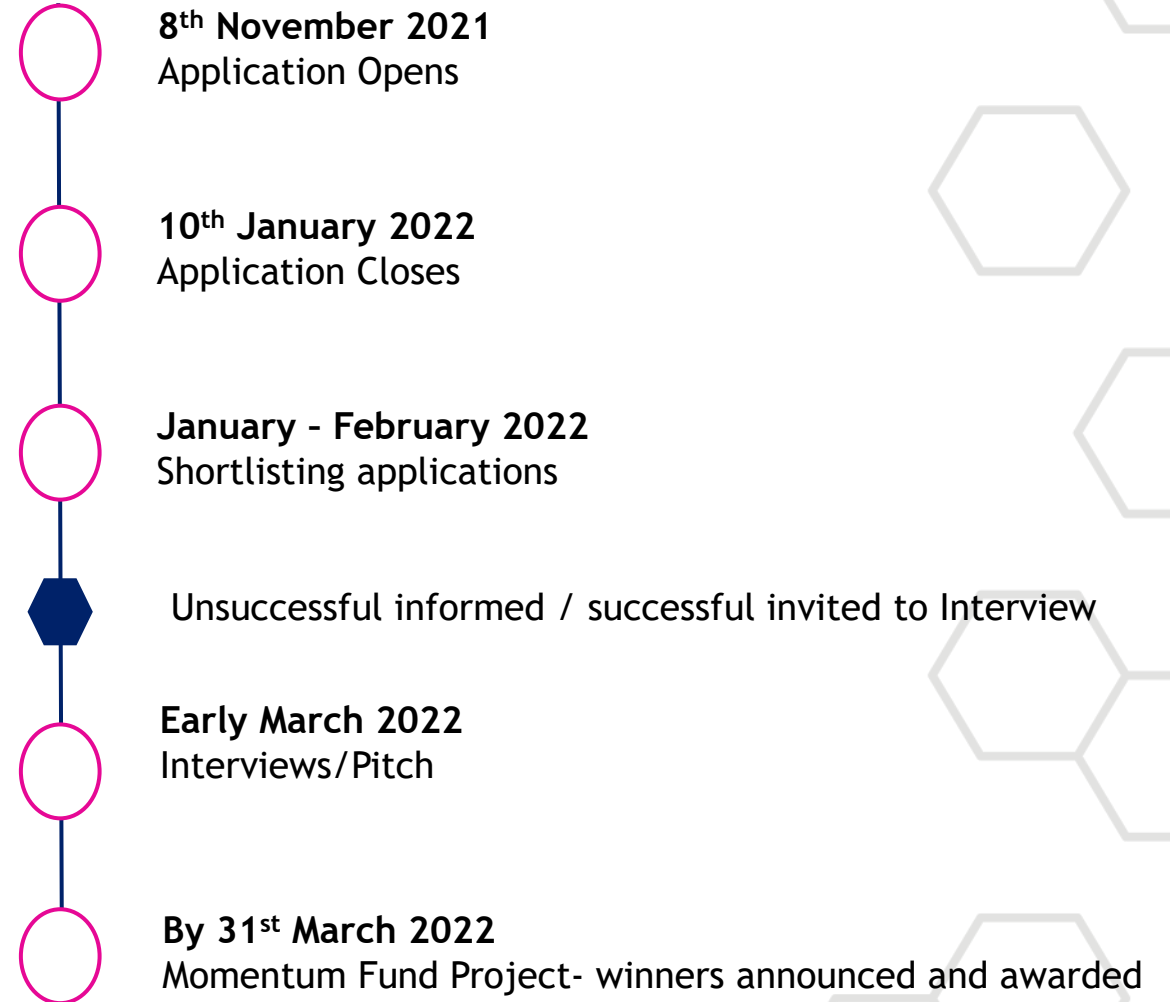 8th November 2021
Application Opens
10th January 2022
Application Closes
January – February 2022
Shortlisting applications
Unsuccessful informed / successful invited to Interview
Early March 2022
Interviews/Pitch
By 31st March 2022
Momentum Fund Project- winners announced and awarded